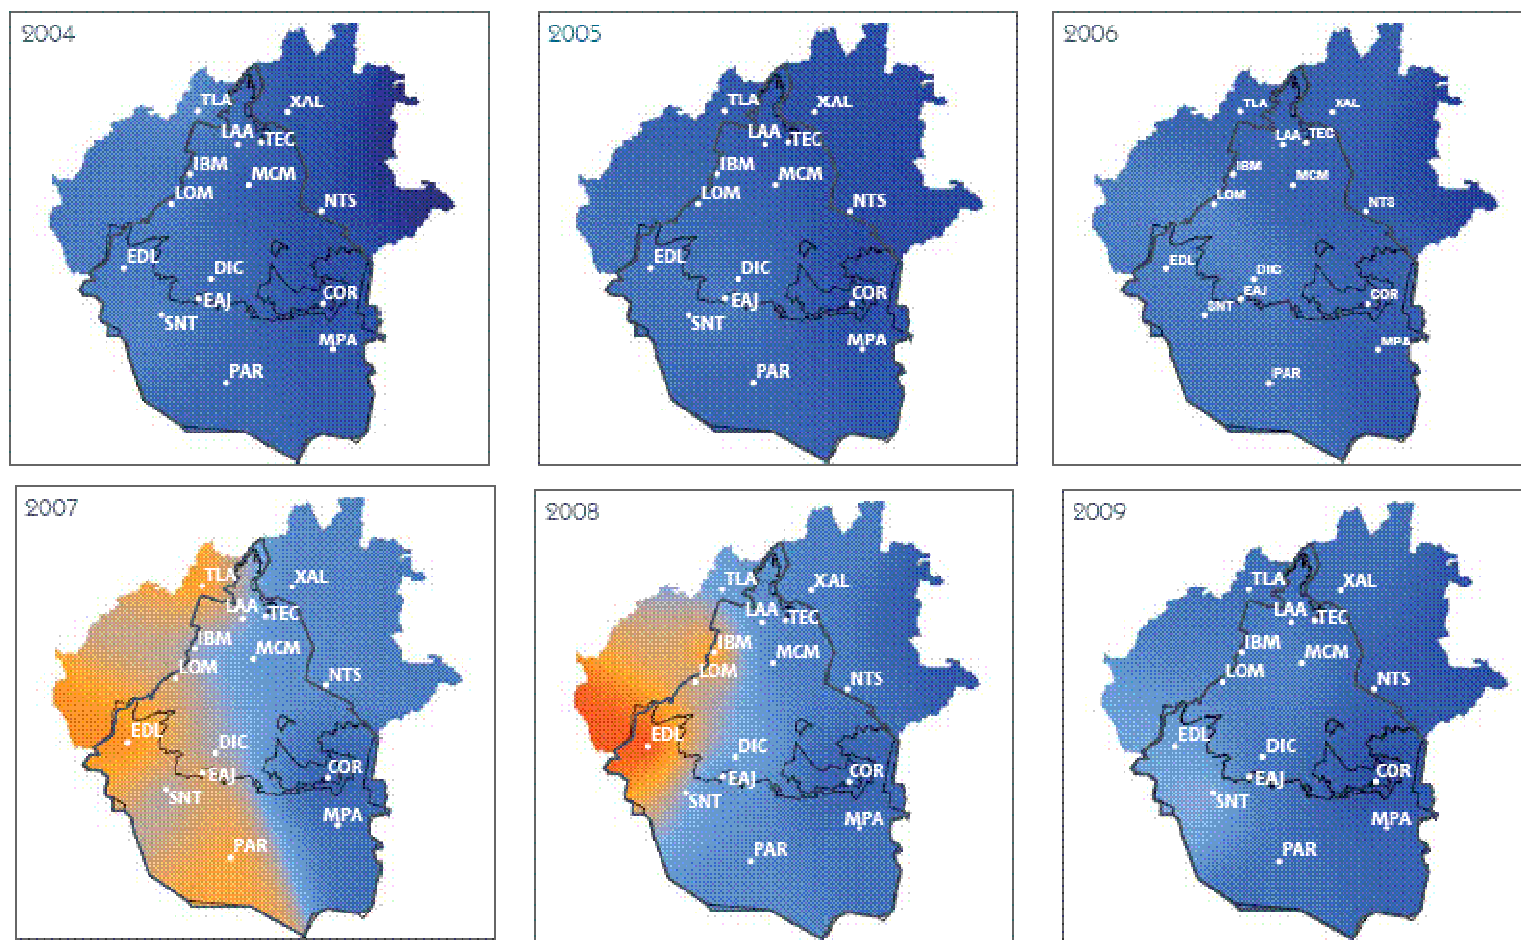 2004
TLA
XAL
LAA
TEC
IBM
MCM
LOM
NTS
EDL
DIC
EAJ
COR
SNT
MPA
PAR
2005
TLA
XAL
LAA
TEC
IBM
MCM
LOM
NTS
EDL
DIC
EAJ
COR
SNT
MPA
PAR
2006
TLA
XAL
LAA
TEC
IBM
MCM
LOM
NTS
EDL
DIC
EAJ
COR
SNT
MPA
PAR
2007
TLA
XAL
LAA
TEC
IBM
MCM
LOM
NTS
EDL
DIC
EAJ
COR
SNT
MPA
PAR
2008
TLA
XAL
LAA
TEC
IBM
MCM
LOM
NTS
EDL
DIC
EAJ
COR
SNT
MPA
PAR
2009
TLA
XAL
LAA
TEC
IBM
MCM
LOM
NTS
EDL
DIC
EAJ
COR
SNT
MPA
PAR